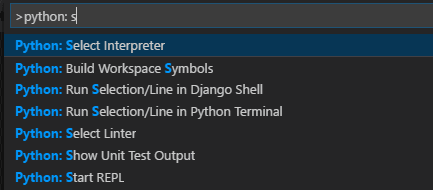 >python: s
Python: Select Interpreter
Python: Build Workspace Symbols
Python: Run Selection/Line in Django Shell
Python: Run Selection/Line in Python Terminal
Python: Select Linter
Python: Show Unit Test Output
Python: Start REPL